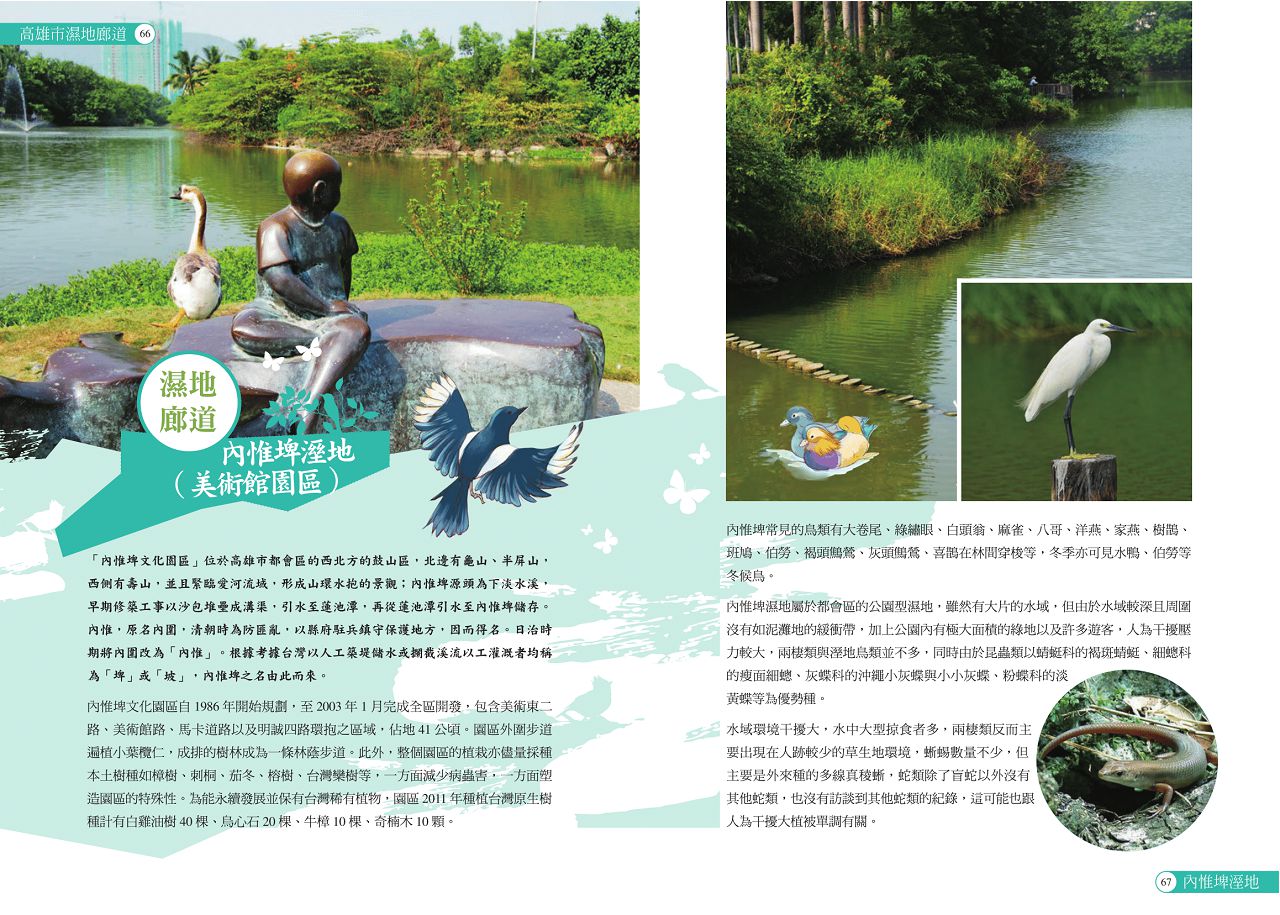 高雄市濕地廊道 66
濕地
廊道
內惟埤溼地
（美術館園區）
「內惟埤文化園區」位於高雄市都會區的西北方的鼓山區，北邊有龜山、半屏山，
西側有壽山，並且緊臨愛河流域，形成山環水抱的景觀；內惟埤源頭為下淡水溪，
早期修築工事以沙包堆壘成溝渠，引水至蓮池潭，再從蓮池潭引水至內惟埤儲存。
內惟，原名內圍，清朝時為防匪亂，以縣府駐兵鎮守保護地方，因而得名。日治時
期將內圍改為「內惟」。根據考據台灣以人工築堤儲水或攔截溪流以工灌溉者均稱
為「埤」或「坡」，內惟埤之名由此而來。
內惟埤文化園區自 1986 年開始規劃，至 2003 年 1 月完成全區開發，包含美術東二
路、美術館路、馬卡道路以及明誠四路環抱之區域，佔地 41 公頃。園區外圍步道
遍植小葉欖仁，成排的樹林成為一條林蔭步道。此外，整個園區的植栽亦儘量採種
本土樹種如樟樹、刺桐、茄冬、榕樹、台灣欒樹等，一方面減少病蟲害，一方面塑
造園區的特殊性。為能永續發展並保有台灣稀有植物，園區 2011 年種植台灣原生樹
種計有白雞油樹 40 棵、烏心石 20 棵、牛樟 10 棵、奇楠木 10 顆。
內惟埤常見的鳥類有大卷尾、綠繡眼、白頭翁、麻雀、八哥、洋燕、家燕、樹鵲、
班鳩、伯勞、褐頭鷦鶯、灰頭鷦鶯、喜鵲在林間穿梭等，冬季亦可見水鴨、伯勞等
冬候鳥。
內惟埤濕地屬於都會區的公園型濕地，雖然有大片的水域，但由於水域較深且周圍
沒有如泥灘地的緩衝帶，加上公園內有極大面積的綠地以及許多遊客，人為干擾壓
力較大，兩棲類與溼地鳥類並不多，同時由於昆蟲類以蜻蜓科的褐斑蜻蜓、細蟌科
的瘦面細蟌、灰蝶科的沖繩小灰蝶與小小灰蝶、粉蝶科的淡
黃蝶等為優勢種。
水域環境干擾大，水中大型掠食者多，兩棲類反而主
要出現在人跡較少的草生地環境，蜥蜴數量不少，但
主要是外來種的多線真稜蜥，蛇類除了盲蛇以外沒有
其他蛇類，也沒有訪談到其他蛇類的紀錄，這可能也跟
人為干擾大植被單調有關。
67 內惟埤溼地